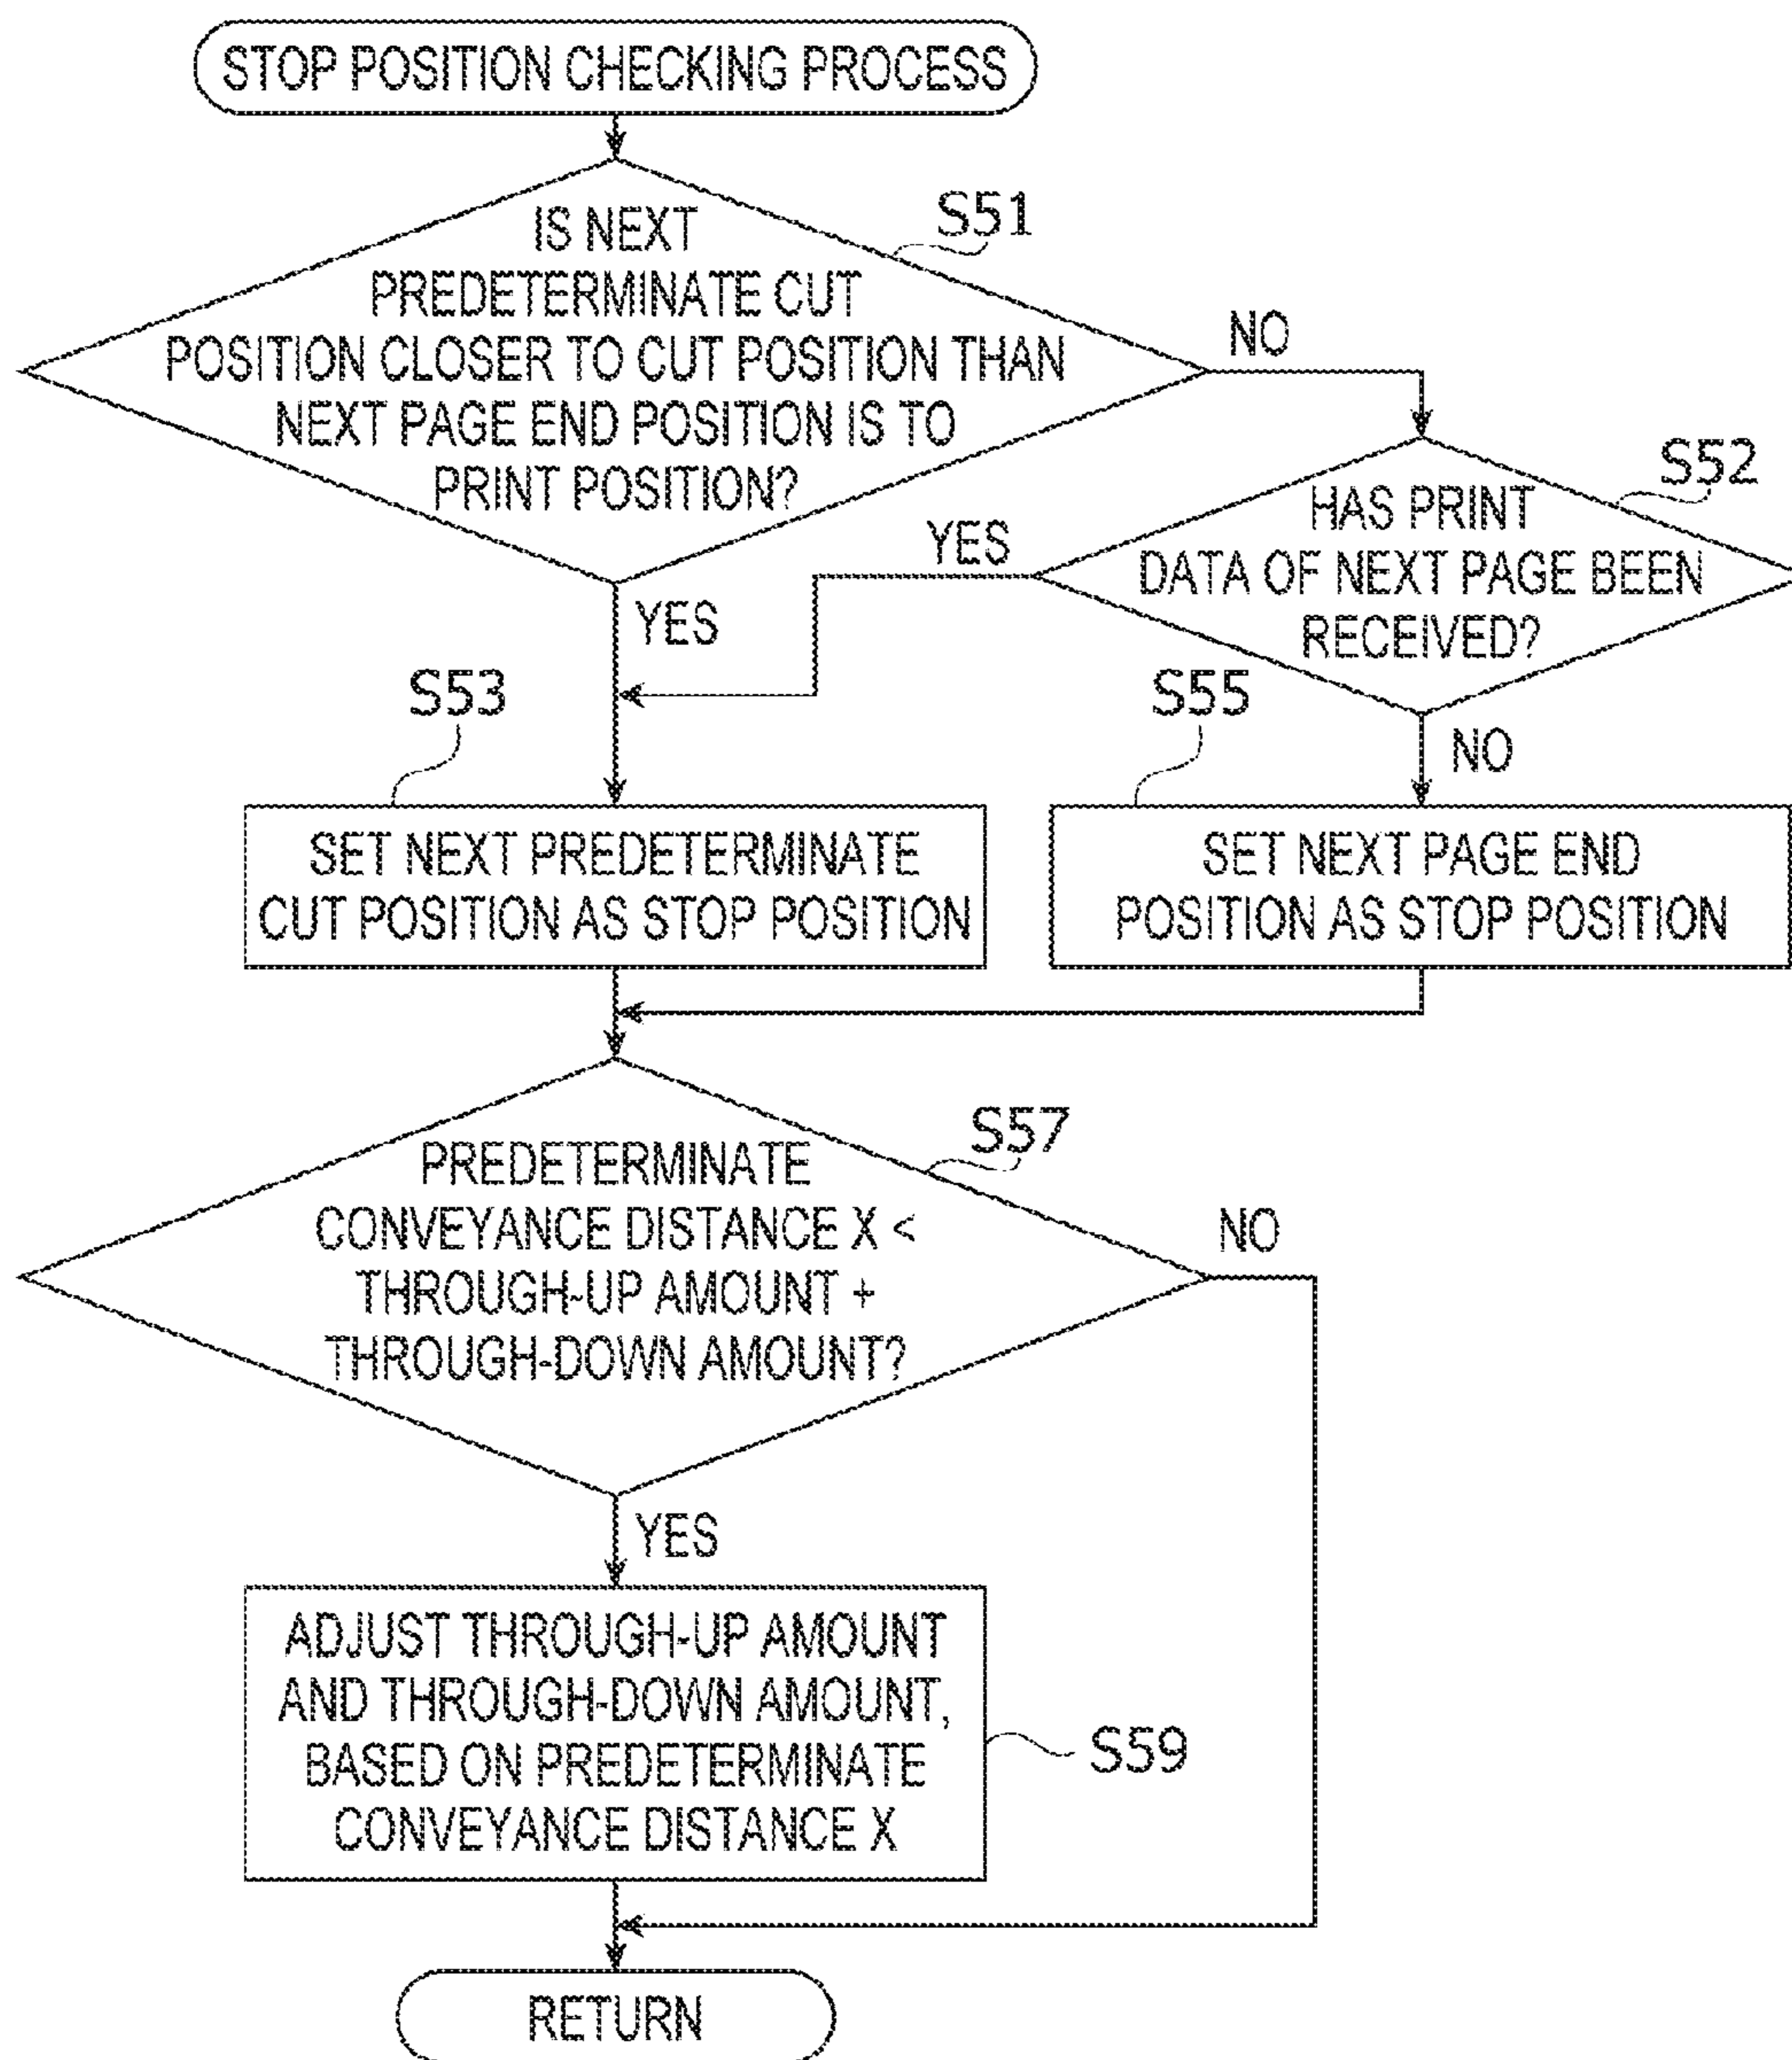 STOP POSITION CHECKING PROCESS
S51
IS NEXT
PREDETERMINATE CUT
POSITION CLOSER TO CUT POSITION THAN
NEXT PAGE END POSITION IS TO
PRINT POSITION?
NO
S52
HAS PRINT
DATA OF NEXT PAGE BEEN
RECEIVED?
YES
YES
NO
S53
SET NEXT PREDETERMINATE
CUT POSITION AS STOP POSITION
S55
SET NEXT PAGE END
POSITION AS STOP POSITION
S57
PREDETERMINATE
CONVEYANCE DISTANCE X <
THROUGH-UP AMOUNT +
THROUGH-DOWN AMOUNT?
NO
YES
ADJUST THROUGH-UP AMOUNT
AND THROUGH-DOWN AMOUNT,
BASED ON PREDETERMINATE
CONVEYANCE DISTANCE X
S59
RETURN